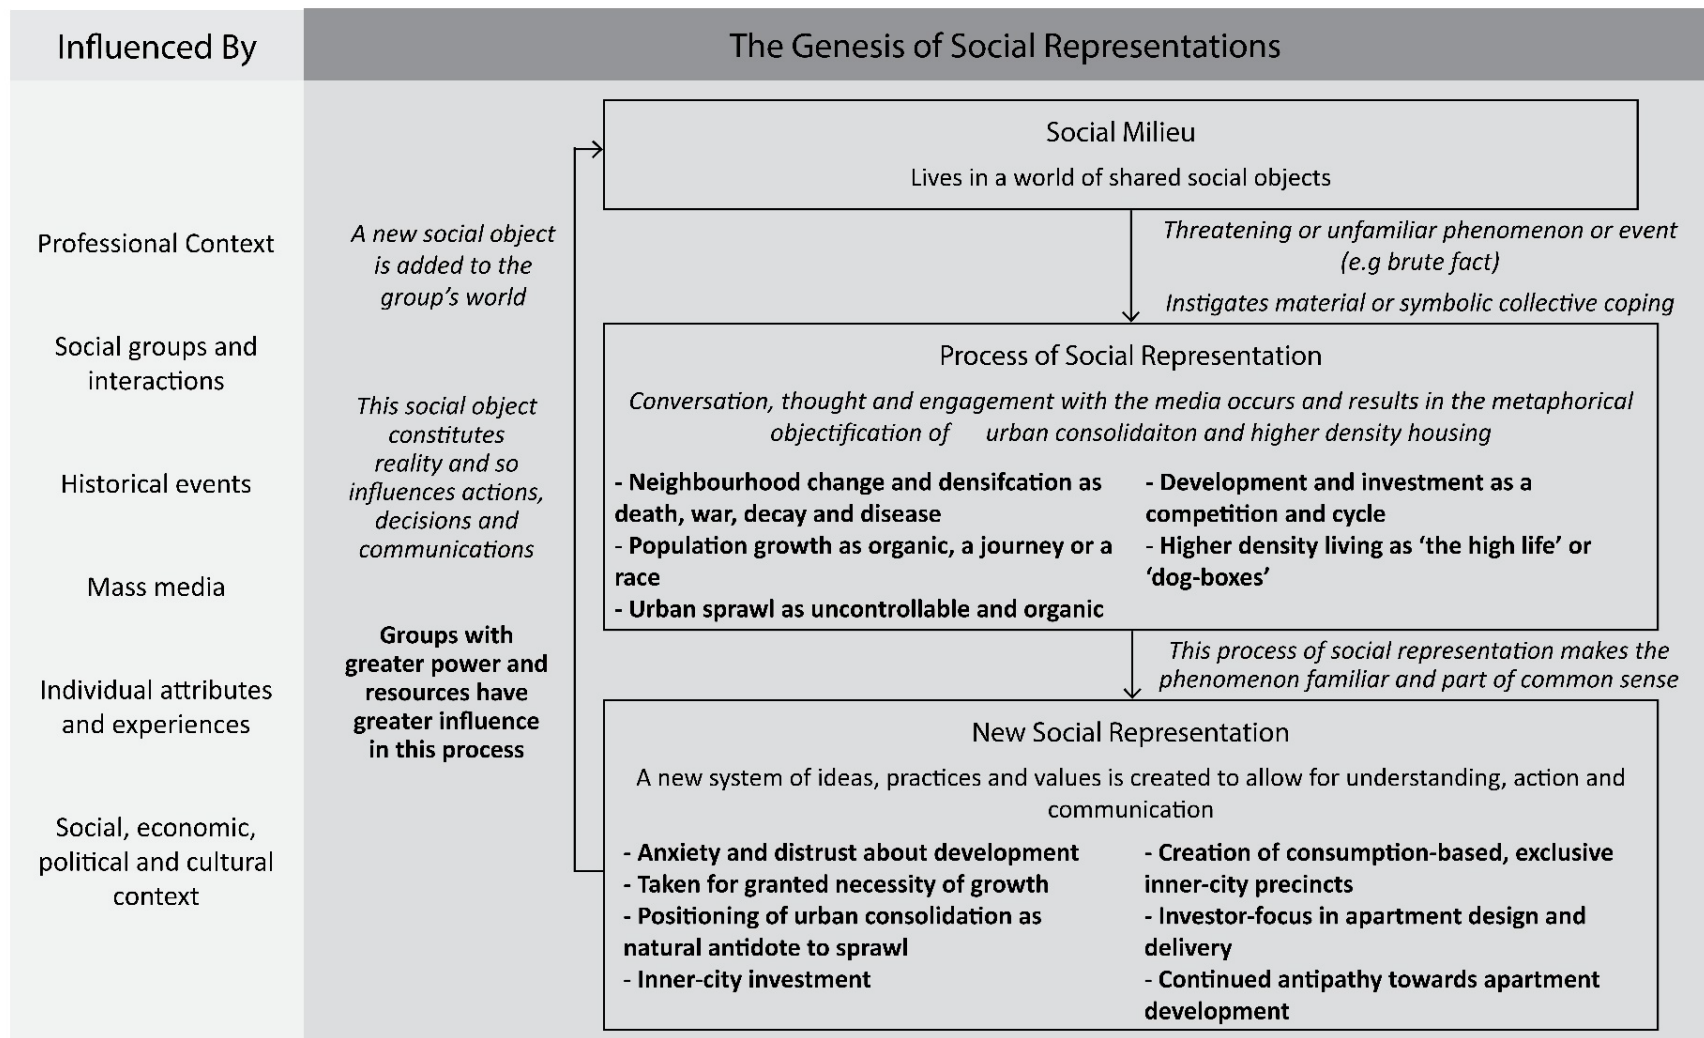 Influenced By
The Genesis of Social Representations
Professional Context
Social groups and
interactions
Historical events
Mass media
Individual attributes
and experiences
Social, economic,
political and cultural
context
A new social object
is added to the
group’s world
This social object
constitutes
reality and so
influences actions,
decisions and
communications
Groups with
greater power and
resources have
greater influence
in this process
Social Milieu
Lives in a world of shared social objects
Threatening or unfamiliar phenomenon or event
(e.g brute fact)
Instigates material or symbolic collective coping
Process of Social Representation
Conversation, thought and engagement with the media occurs and results in the metaphorical
objectification of urban consolidaiton and higher density housing
- Neighbourhood change and densifcation as
death, war, decay and disease
- Population growth as organic, a journey or a
race
- Urban sprawl as uncontrollable and organic
- Development and investment as a
competition and cycle
- Higher density living as ‘the high life’ or
‘dog-boxes’
This process of social representation makes the
phenomenon familiar and part of common sense
New Social Representation
A new system of ideas, practices and values is created to allow for understanding, action and
communication
- Anxiety and distrust about development
- Taken for granted necessity of growth
- Positioning of urban consolidation as
natural antidote to sprawl
- Inner-city investment
- Creation of consumption-based, exclusive
inner-city precincts
- Investor-focus in apartment design and
delivery
- Continued antipathy towards apartment
development